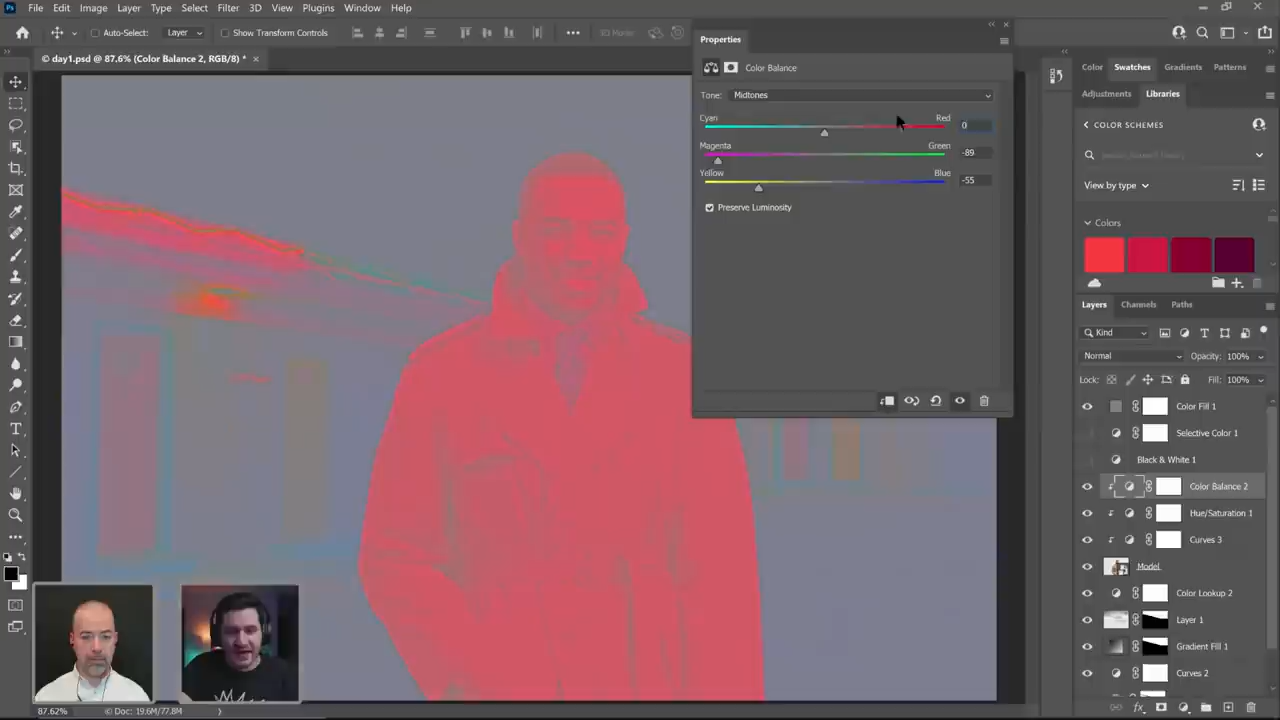 Ps File Edit Image Layer Type Select Filter 3D View Plugins Window Help
Auto-Select: Layer Show Transform Controls 3D Mode:
© day1.psd @ 87.6% (Color Balance 2, RGB/8) *
Properties
Color Balance
Tone: Midtones
Cyan Red 0
Magenta Green -89
Yellow Blue -55
Preserve Luminosity
Color Swatches Gradients Patterns
Adjustments Libraries
COLOR SCHEMES
View by type
Colors
Layers Channels Paths
Kind
Normal Opacity: 100%
Lock: Fill: 100%
Color Fill 1
Selective Color 1
Black & White 1
Color Balance 2
Hue/Saturation 1
Curves 3
Model
Color Lookup 2
Layer 1
Gradient Fill 1
Curves 2
fx
87.62% Doc: 19.6M/77.8M